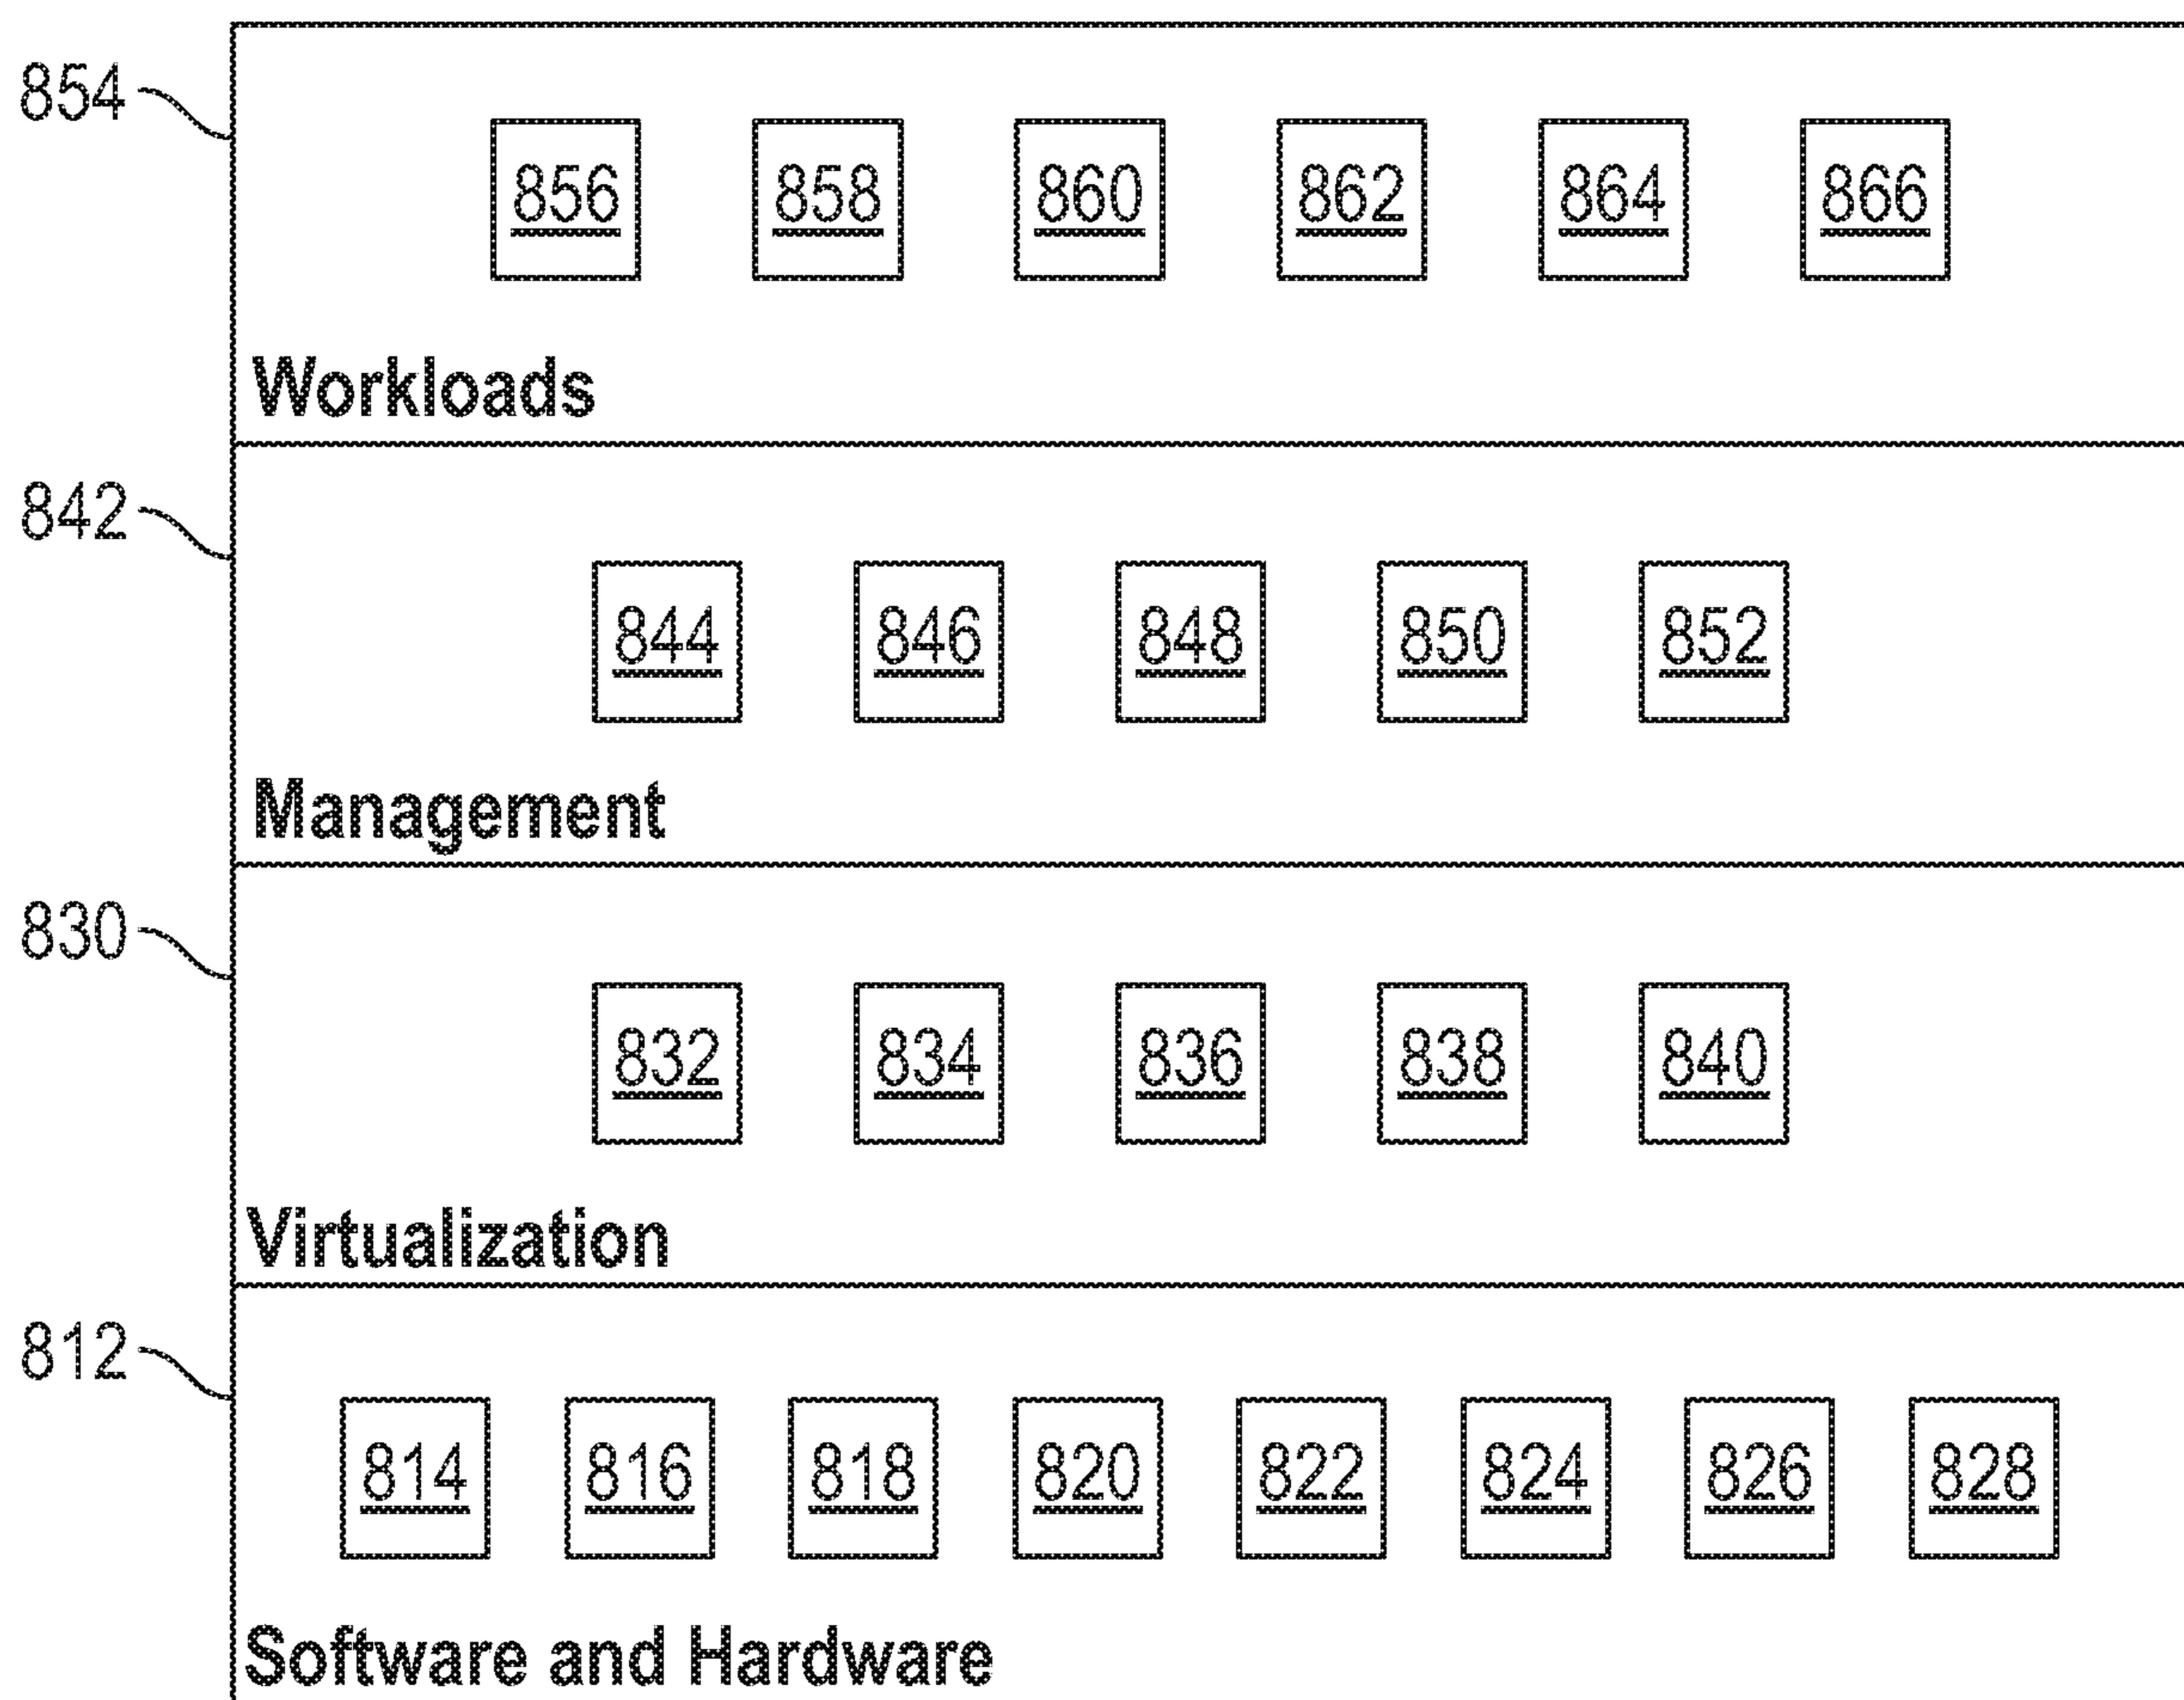 854
856 858 860 862 864 866
Workloads
842
844 846 848 850 852
Management
830
832 834 836 838 840
Virtualization
812
814 816 818 820 822 824 826 828
Software and Hardware